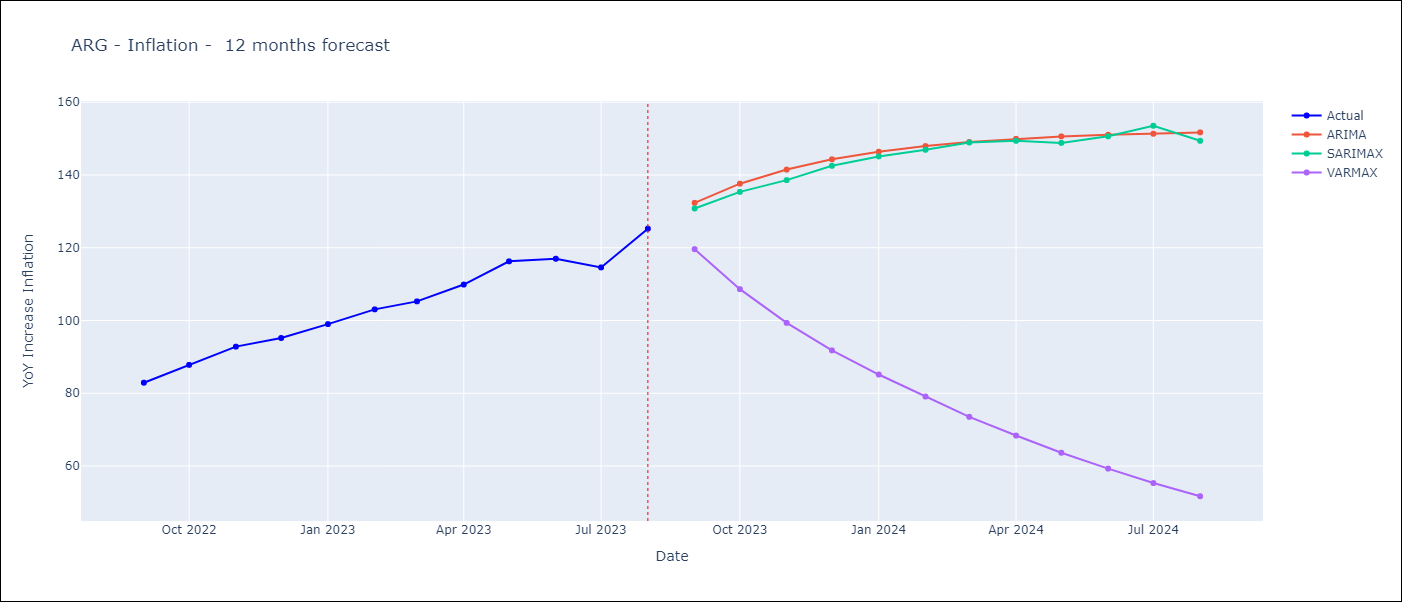 ARG - Inflation -  12 months forecast
160
140
120
100
80
60
YoY Increase Inflation
Oct 2022
Jan 2023
Apr 2023
Jul 2023
Oct 2023
Jan 2024
Apr 2024
Jul 2024
Date
Actual
ARIMA
SARIMAX
VARMAX